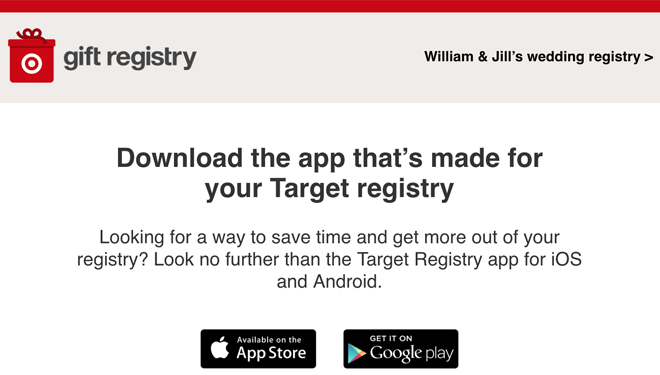 gift registry
William & Jill's wedding registry >
Download the app that's made for
your Target registry
Looking for a way to save time and get more out of your
registry? Look no further than the Target Registry app for iOS
and Android.
Available on the
App Store
GET IT ON
Google play